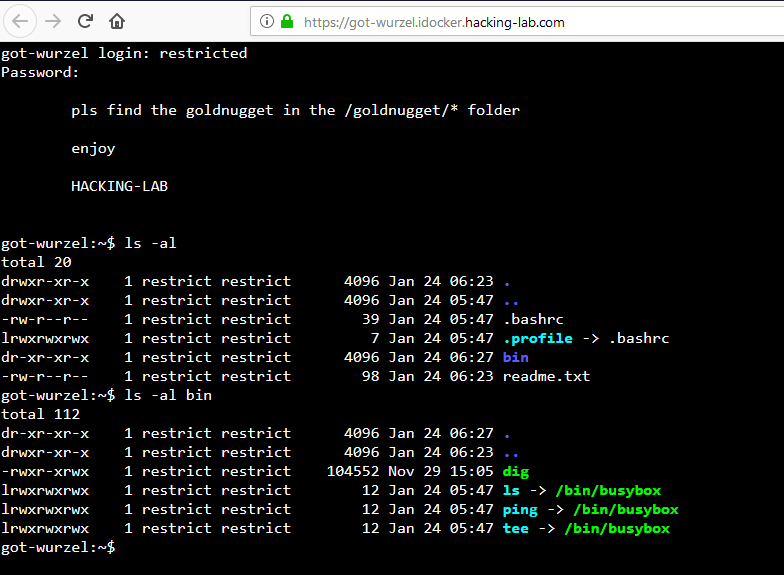 https://got-wurzel.idocker.hacking-lab.com
got-wurzel login: restricted
Password:
pls find the goldnugget in the /goldnugget/* folder
enjoy
HACKING-LAB
got-wurzel:~$ ls -al
total 20
drwxr-xr-x    1 restrict restrict      4096 Jan 24 06:23 .
drwxr-xr-x    1 restrict restrict      4096 Jan 24 05:47 ..
-rw-r--r--    1 restrict restrict        39 Jan 24 05:47 .bashrc
lrwxrwxrwx    1 restrict restrict         7 Jan 24 05:47 .profile -> .bashrc
dr-xr-xr-x    1 restrict restrict      4096 Jan 24 06:27 bin
-rw-r--r--    1 restrict restrict        98 Jan 24 06:23 readme.txt
got-wurzel:~$ ls -al bin
total 112
dr-xr-xr-x    1 restrict restrict      4096 Jan 24 06:27 .
drwxr-xr-x    1 restrict restrict      4096 Jan 24 06:23 ..
-rwxr-xrwx    1 restrict restrict    104552 Nov 29 15:05 dig
lrwxrwxrwx    1 restrict restrict        12 Jan 24 05:47 ls -> /bin/busybox
lrwxrwxrwx    1 restrict restrict        12 Jan 24 05:47 ping -> /bin/busybox
lrwxrwxrwx    1 restrict restrict        12 Jan 24 05:47 tee -> /bin/busybox
got-wurzel:~$